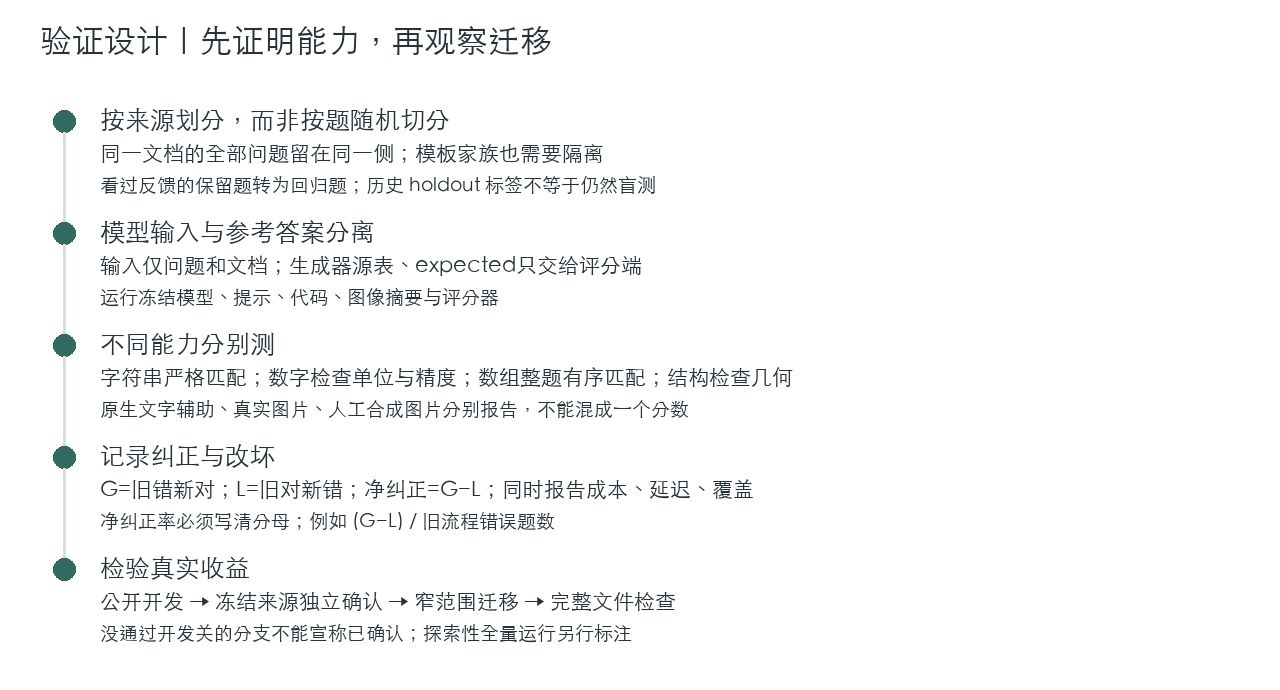 验证设计丨先证明能力，再观察迁移
按来源划分，而非按题随机切分
同一文档的全部问题留在同一侧；模板家族也需要隔离
看过反馈的保留题转为回归题；历史 holdout 标签不等于仍然盲测
模型输入与参考答案分离
输入仅问题和文档；生成器源表、expected只交给评分端
运行冻结模型、提示、代码、图像摘要与评分器
不同能力分别测
字符串严格匹配；数字检查单位与精度；数组整题有序匹配；结构检查几何
原生文字辅助、真实图片、人工合成图片分别报告，不能混成一个分数
记录纠正与改坏
G=旧错新对；L=旧对新错；净纠正=G−L；同时报告成本、延迟、覆盖
净纠正率必须写清分母；例如 (G−L) / 旧流程错误题数
检验真实收益
公开开发 → 冻结来源独立确认 → 窄范围迁移 → 完整文件检查
没通过开发关的分支不能宣称已确认；探索性全量运行另行标注